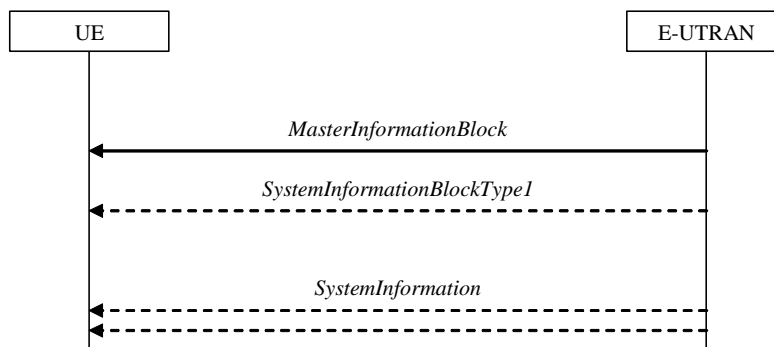 UE
E-UTRAN
MasterInformationBlock
SystemInformationBlockType1
SystemInformation